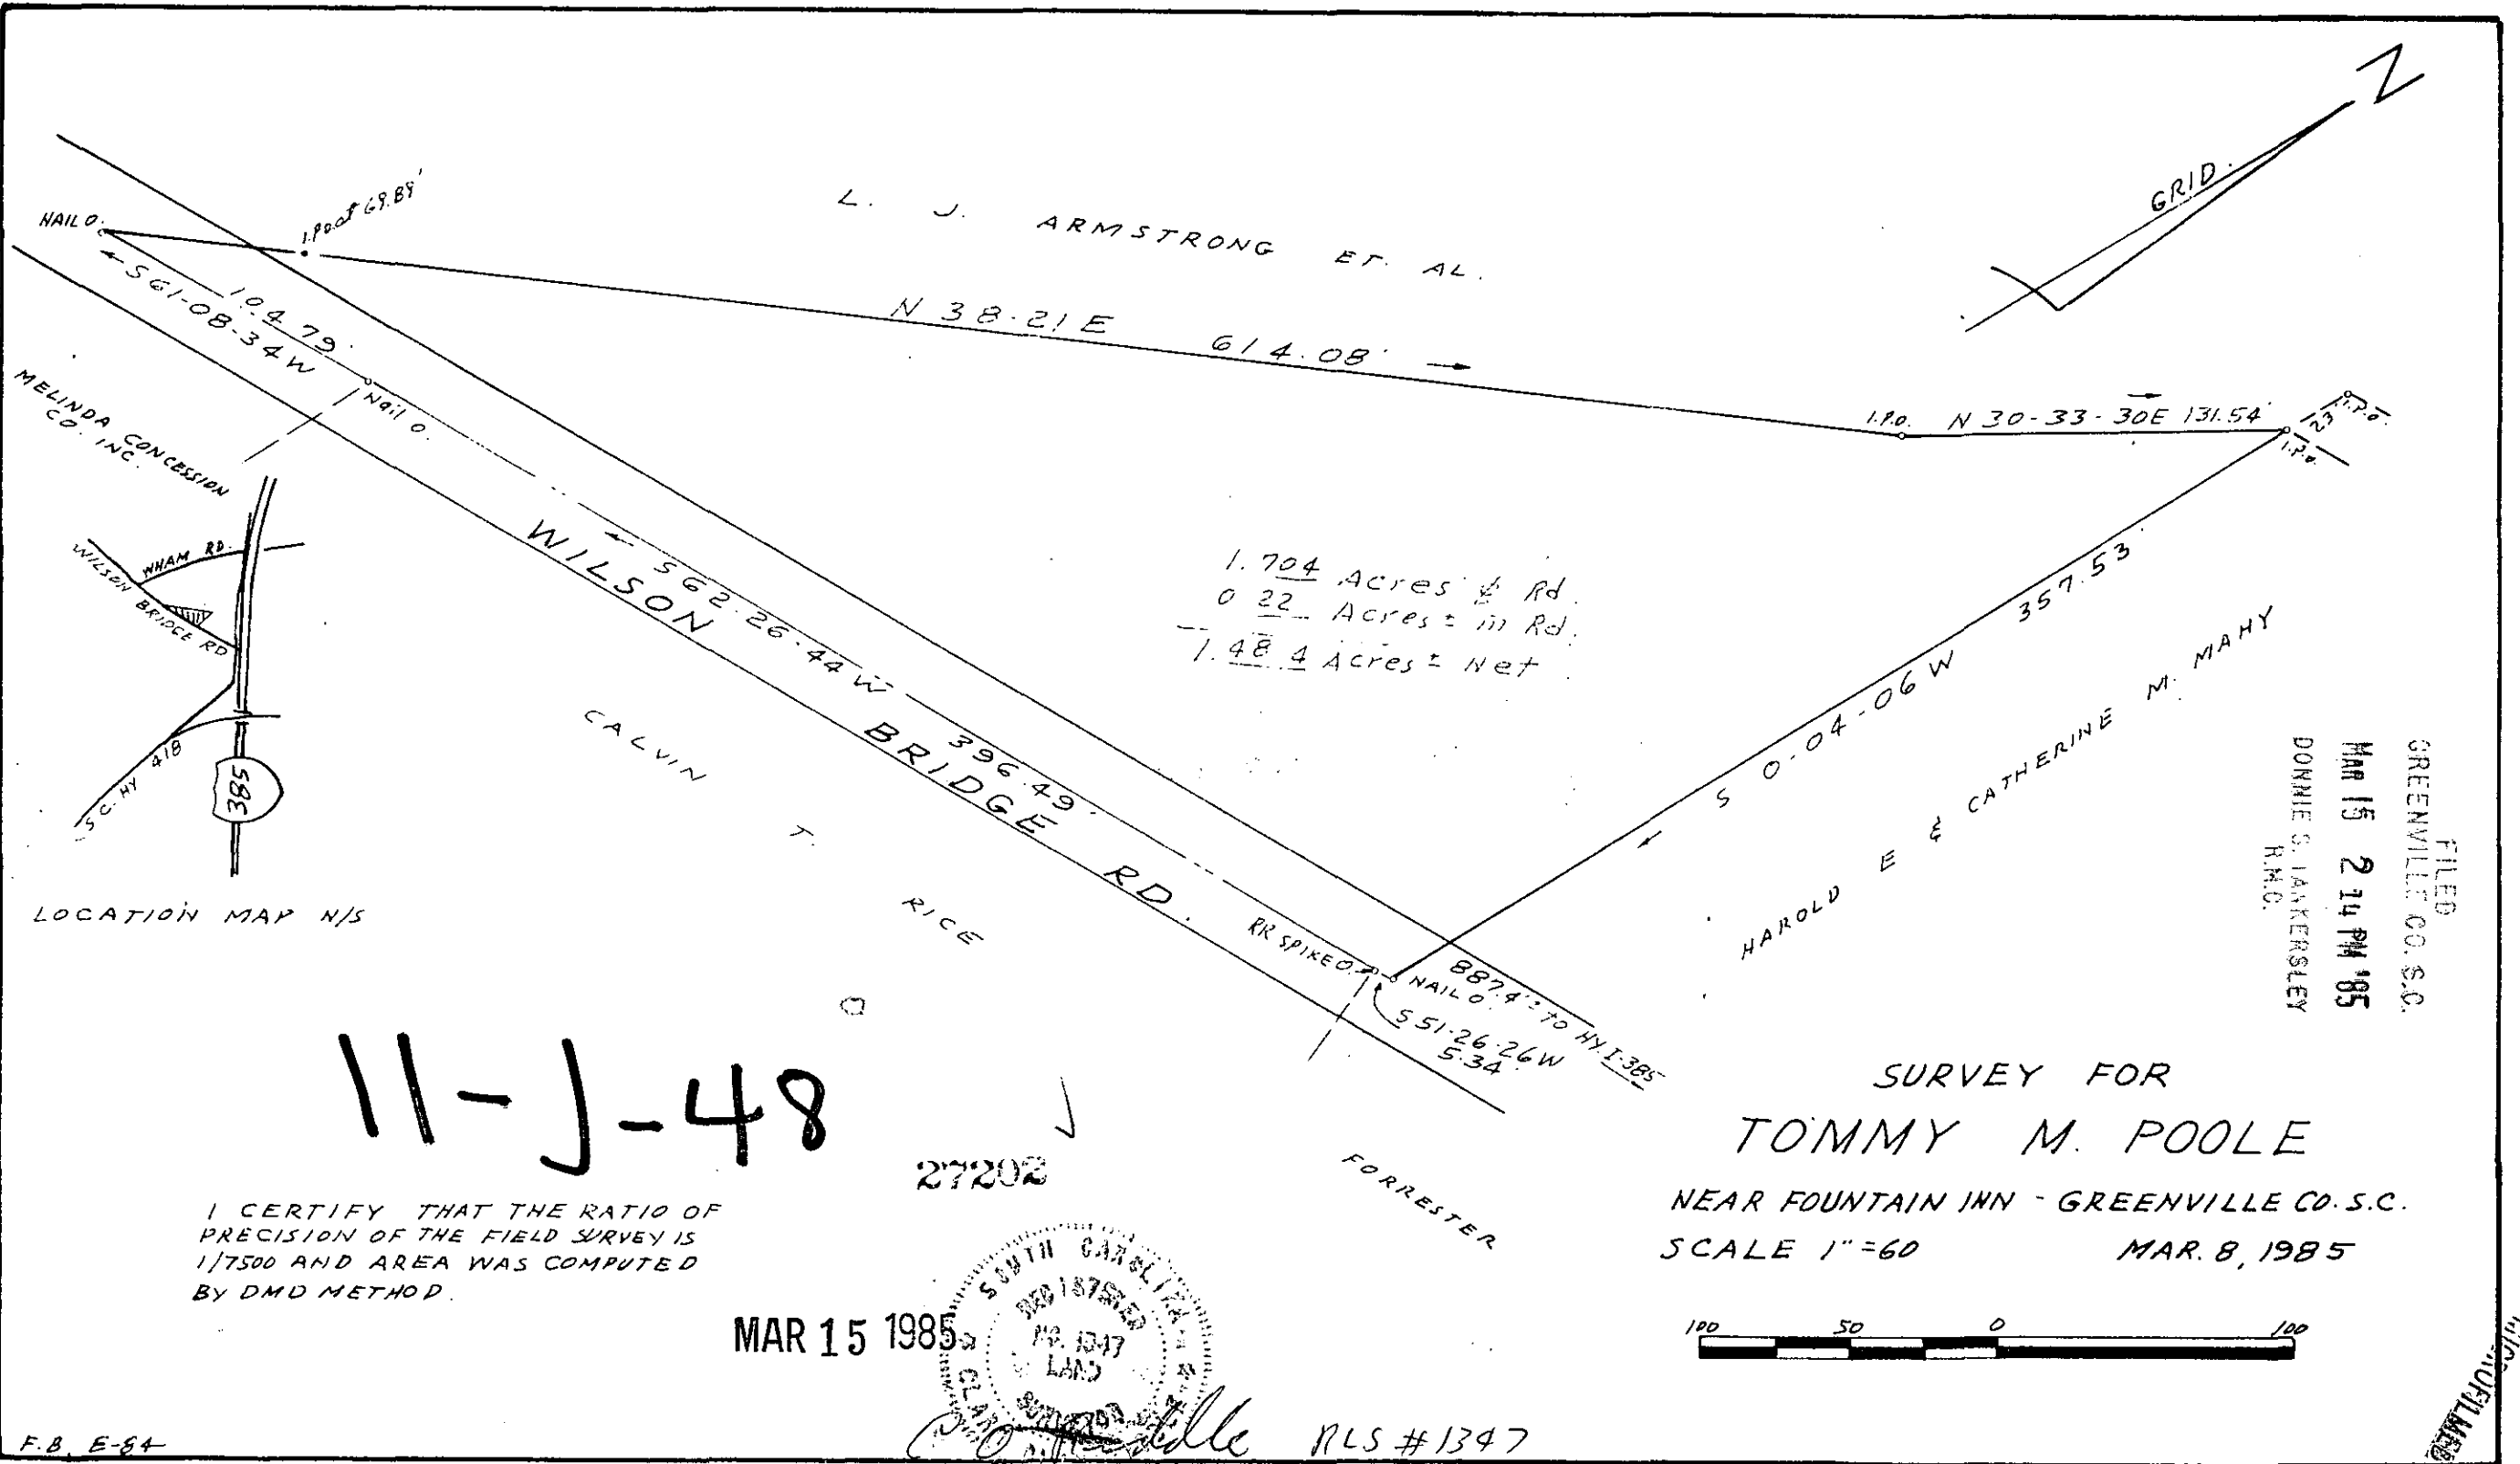 N
GRID.
NAIL O.
I.P.O. at 69.89'
L. J. ARMSTRONG ET. AL.
N 38-21 E 614.08'
I.P.O. N 30-33-30E 131.54'
23'
I.P.O.
I.P.O.
104.79'
S 61-08-34 W
Nail O.
MELINDA CONCESSION
CO. INC.
WHAM RD.
WILSON BRIDGE RD
S.C. HY 418
385
LOCATION MAP N/S
S 62-26-44 W 396.49'
WILSON BRIDGE RD.
1.704 Acres ⅊ Rd.
0.22 Acres ± in Rd.
1.484 Acres ± Net
S 0-04-06 W 357.53'
HAROLD E & CATHERINE M. MAHY
CALVIN T. RICE
RR SPIKE O.
NAIL O.
887.4'± TO HY. I-385
S 51-26-26 W
5.34'
FORRESTER
FILED
GREENVILLE CO. S.C.
MAR 15 2 14 PM '85
DONNIE S. TANKERSLEY
R.M.C.
11-J-48
27202
I CERTIFY THAT THE RATIO OF
PRECISION OF THE FIELD SURVEY IS
1/7500 AND AREA WAS COMPUTED
BY DMD METHOD.
MAR 15 1985
SOUTH CAROLINA
REGISTERED
NO. 1347
LAND
SURVEYOR
RLS #1347
SURVEY FOR
TOMMY M. POOLE
NEAR FOUNTAIN INN - GREENVILLE CO. S.C.
SCALE 1"=60 MAR. 8, 1985
100 50 0 100
F.B. E-84